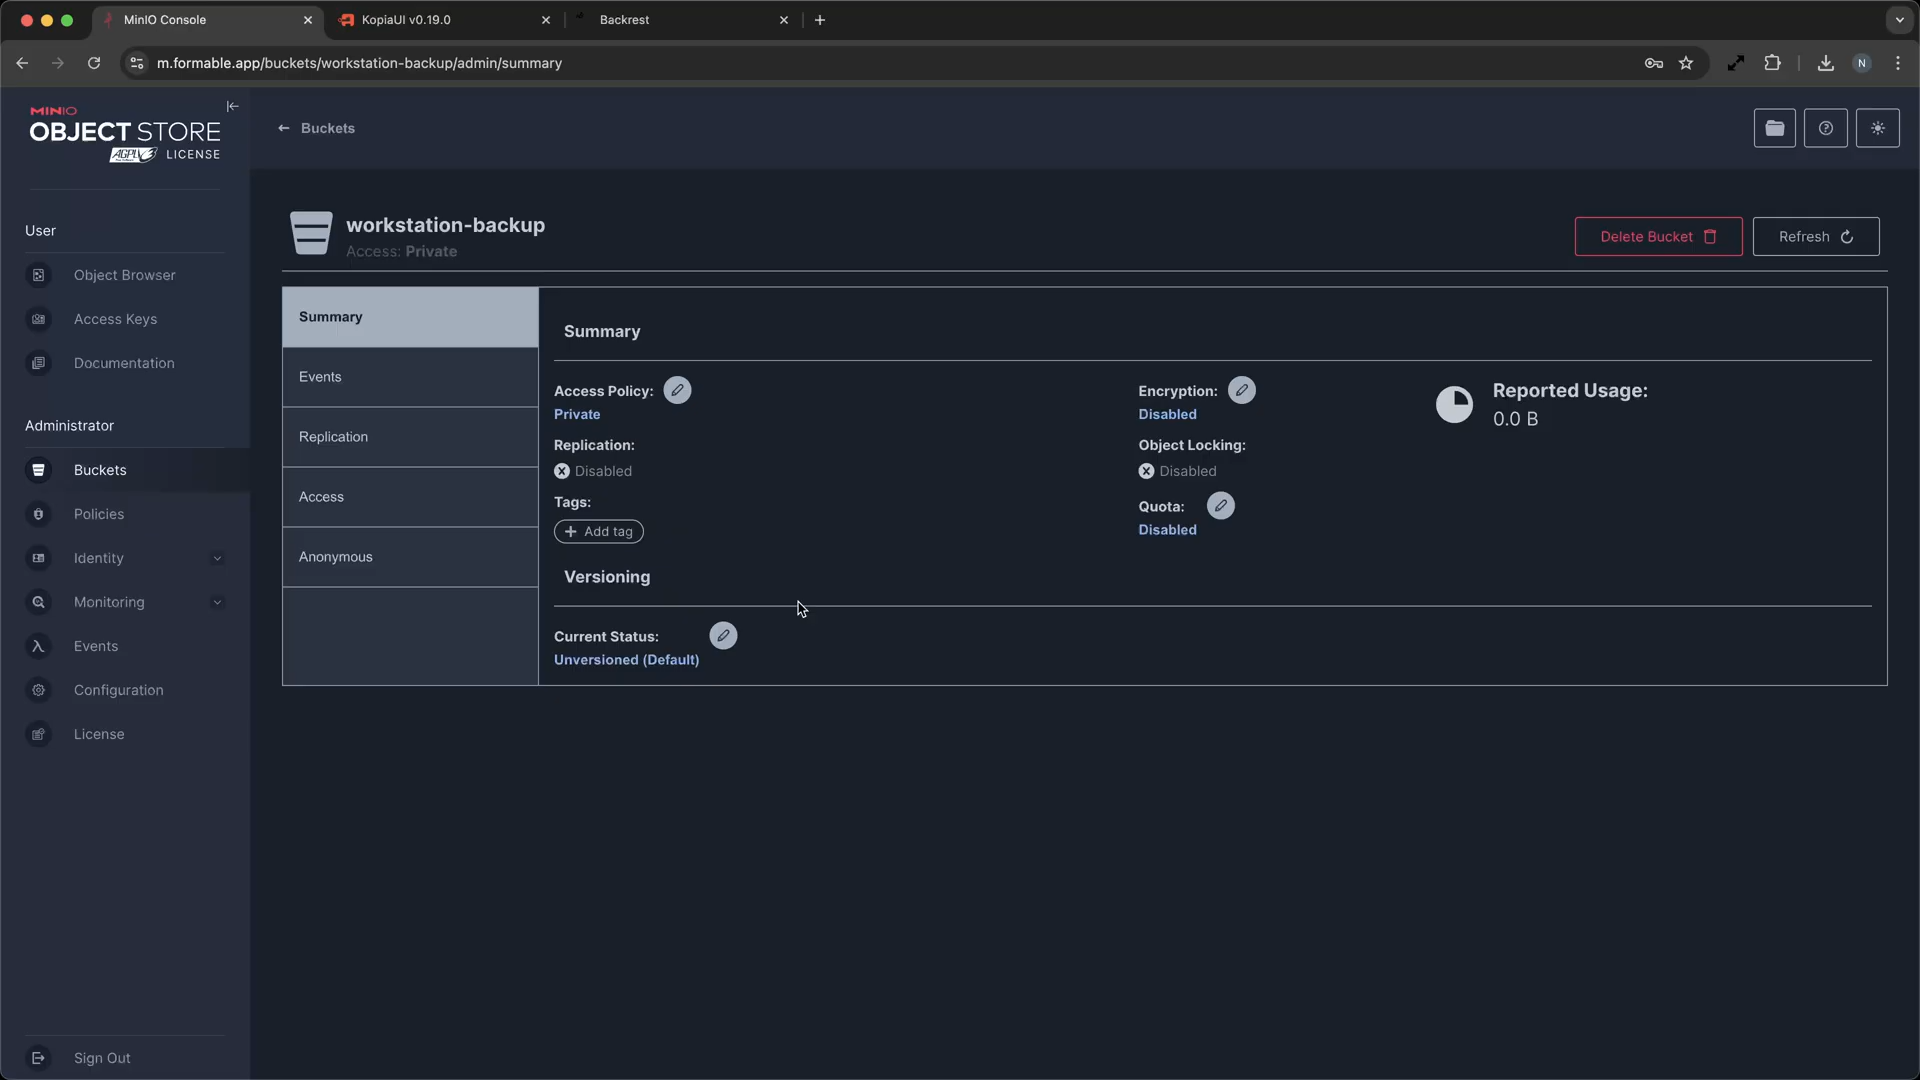 MinIO Console
KopiaUI v0.19.0
Backrest
m.formable.app/buckets/workstation-backup/admin/summary
N
MINIO
OBJECT STORE
AGPLV3 LICENSE
Buckets
User
Object Browser
Access Keys
Documentation
Administrator
Buckets
Policies
Identity
Monitoring
Events
Configuration
License
Sign Out
workstation-backup
Access: Private
Delete Bucket
Refresh
Summary
Events
Replication
Access
Anonymous
Summary
Access Policy:
Private
Encryption:
Disabled
Reported Usage:
0.0 B
Replication:
Disabled
Object Locking:
Disabled
Tags:
Add tag
Quota:
Disabled
Versioning
Current Status:
Unversioned (Default)